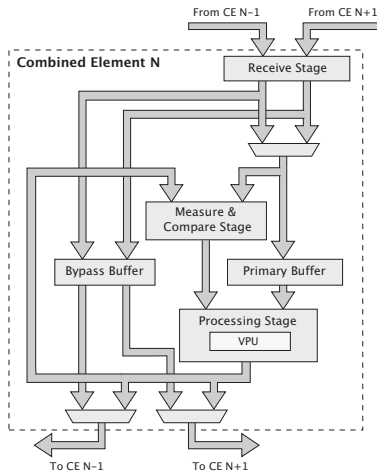 From CE N-1
From CE N+1
Combined Element N
Receive Stage
Measure &
Compare Stage
Bypass Buffer
Primary Buffer
Processing Stage
VPU
To CE N-1
To CE N+1